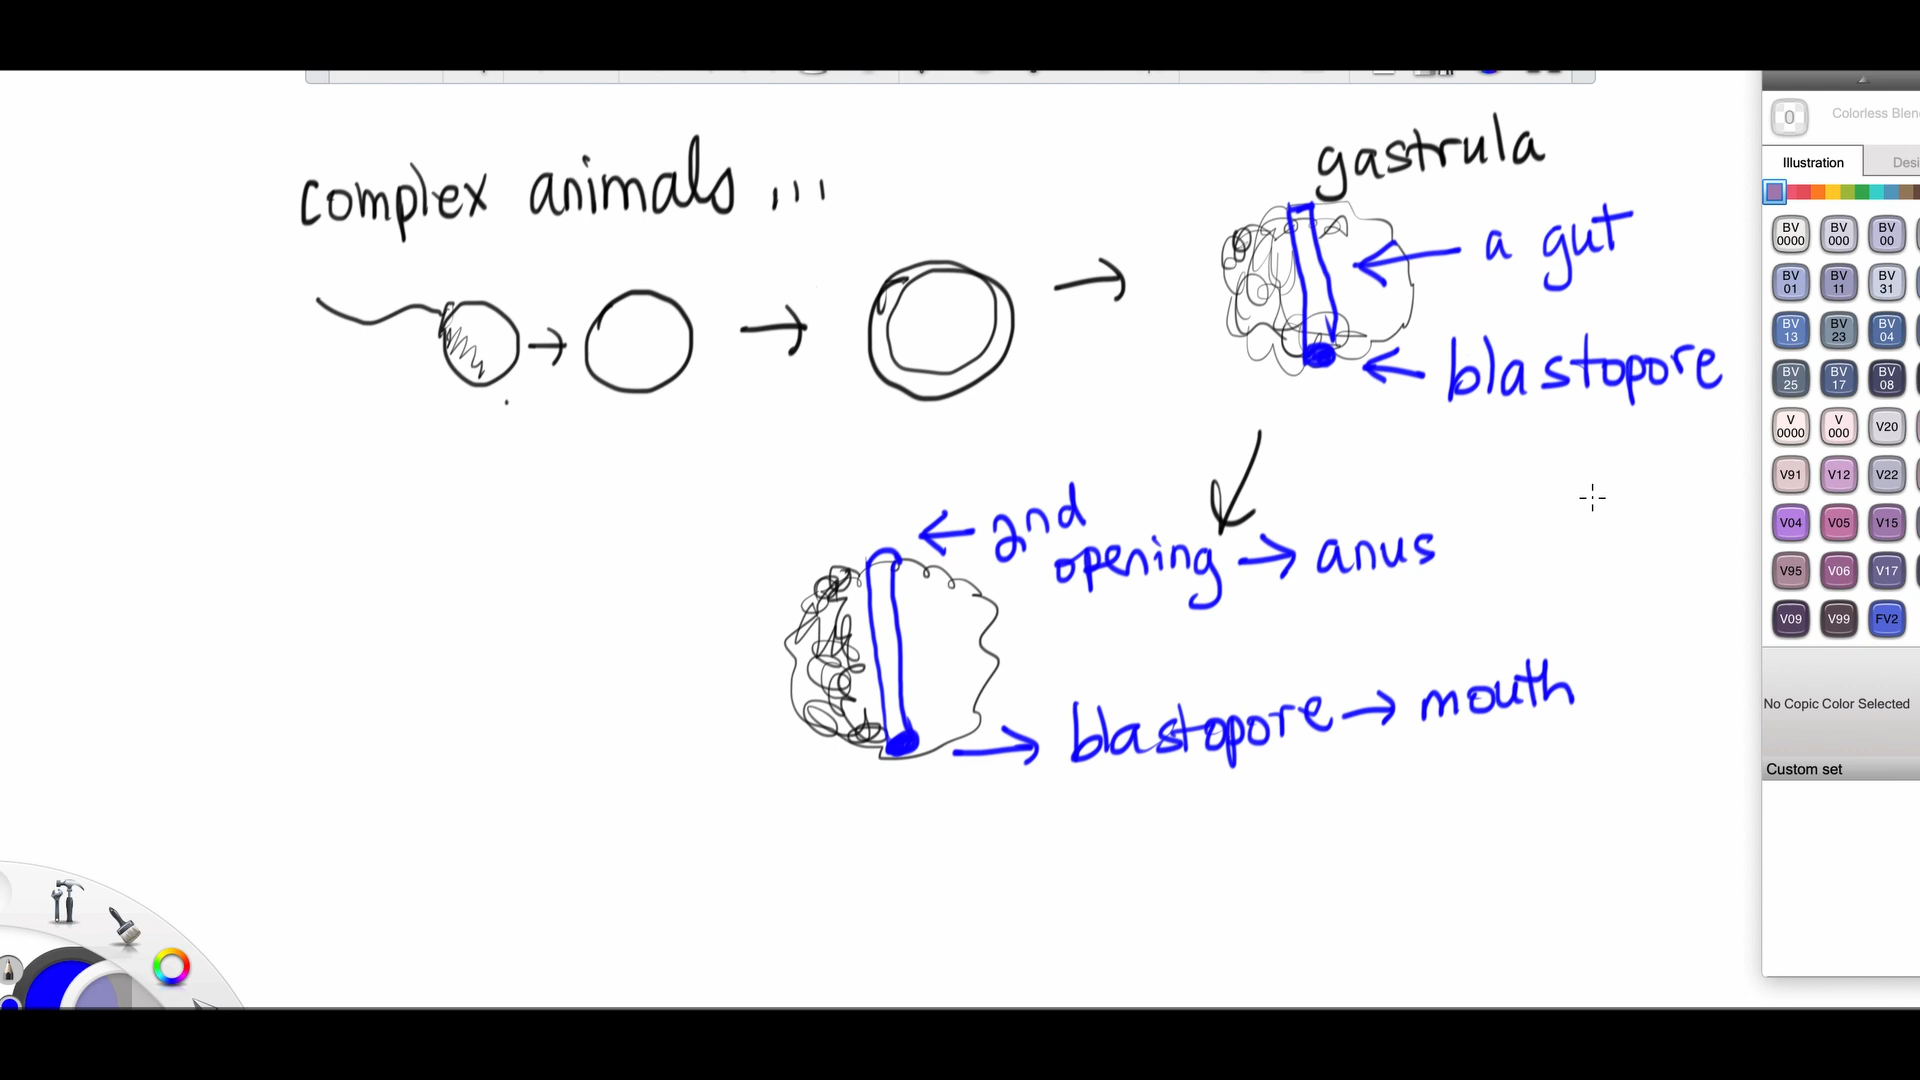 complex animals...
gastrula
← a gut
← blastopore
← 2nd
opening → anus
→ blastopore → mouth
0
Colorless Blen
Illustration
Desi
BV 0000
BV 000
BV 00
BV 01
BV 11
BV 31
BV 13
BV 23
BV 04
BV 25
BV 17
BV 08
V 0000
V 000
V20
V91
V12
V22
V04
V05
V15
V95
V06
V17
V09
V99
FV2
No Copic Color Selected
Custom set